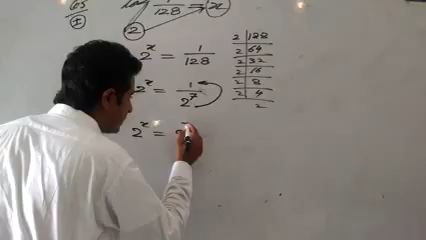 65
I
log 1/128 = x
2
2^x = 1/128
2^x = 1/2^7
2^x =
2 | 128
2 | 64
2 | 32
2 | 16
2 | 8
2 | 4
2